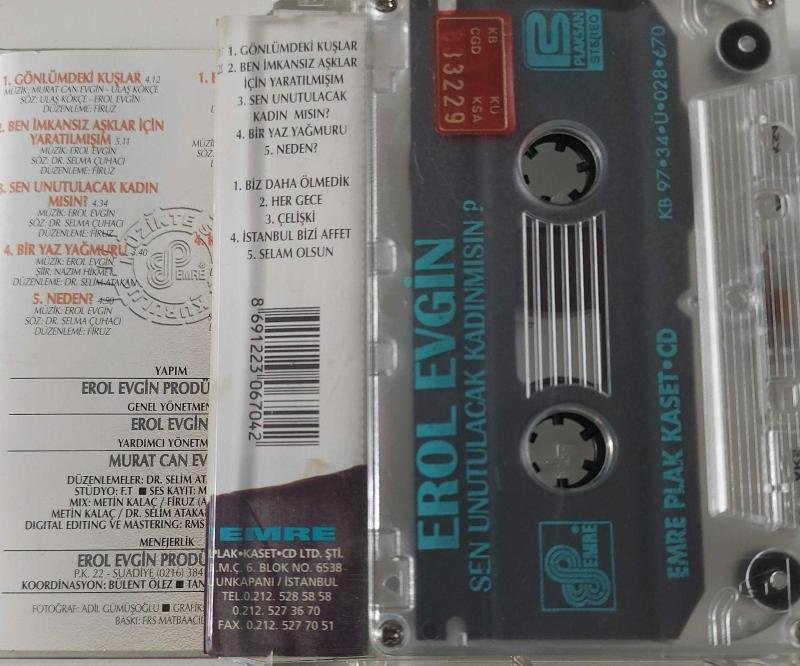 1. GÖNLÜMDEKİ KUŞLAR 4.12
MÜZİK: MURAT CAN EVGİN - ULAŞ KÖKÇE
SÖZ: ULAŞ KÖKÇE - EROL EVGİN
DÜZENLEME: FİRUZ
2. BEN İMKANSIZ AŞKLAR İÇİN
YARATILMIŞIM 5.11
MÜZİK: EROL EVGİN
SÖZ: DR. SELMA ÇUHACI
DÜZENLEME: FİRUZ
3. SEN UNUTULACAK KADIN
MISIN? 4.34
MÜZİK: EROL EVGİN
SÖZ: DR. SELMA ÇUHACI
DÜZENLEME: FİRUZ
4. BİR YAZ YAĞMURU 4.40
MÜZİK: EROL EVGİN
ŞİİR: NAZIM HİKMET
DÜZENLEME: DR. SELİM ATAKAN
5. NEDEN? 4.50
MÜZİK: EROL EVGİN
SÖZ: DR. SELMA ÇUHACI
DÜZENLEME: FİRUZ
EMRE
YAPIM
EROL EVGİN PRODÜ
GENEL YÖNETMEN
EROL EVGİN
YARDIMCI YÖNETM
MURAT CAN EV
DÜZENLEMELER: DR. SELİM ATA
STÜDYO: F.T ■ SES KAYIT: M
MIX: METİN KALAÇ / FİRUZ (A
METİN KALAÇ / DR. SELİM ATAKA
DIGITAL EDITING VE MASTERING: RMS
MENEJERLİK
EROL EVGİN PRODÜ
P.K. 22 - SUADİYE (0216) 384
KOORDİNASYON: BÜLENT ÖLEZ ■ TAN
FOTOĞRAF: ADİL GÜMÜŞOĞLU ■ GRAFİK:
BASKI: FRS MATBAACIL
1. GÖNLÜMDEKİ KUŞLAR
2. BEN İMKANSIZ AŞKLAR
İÇİN YARATILMIŞIM
3. SEN UNUTULACAK
KADIN MISIN?
4. BİR YAZ YAĞMURU
5. NEDEN?
1. BİZ DAHA ÖLMEDİK
2. HER GECE
3. ÇELİŞKİ
4. İSTANBUL BİZİ AFFET
5. SELAM OLSUN
8 691223 067042
EMRE
PLAK•KASET•CD LTD. ŞTİ.
İ.M.Ç. 6. BLOK NO. 6538
UNKAPANI / İSTANBUL
TEL.0.212. 528 58 58
0.212. 527 36 70
FAX. 0.212. 527 70 51
EROL EVGİN
SEN UNUTULACAK KADINMISIN ?
KB
CGD
KÜ
KSA
3229
PLAKSAN
STEREO
EMRE
KB 97•34•Ü•028•670
EMRE PLAK KASET•CD